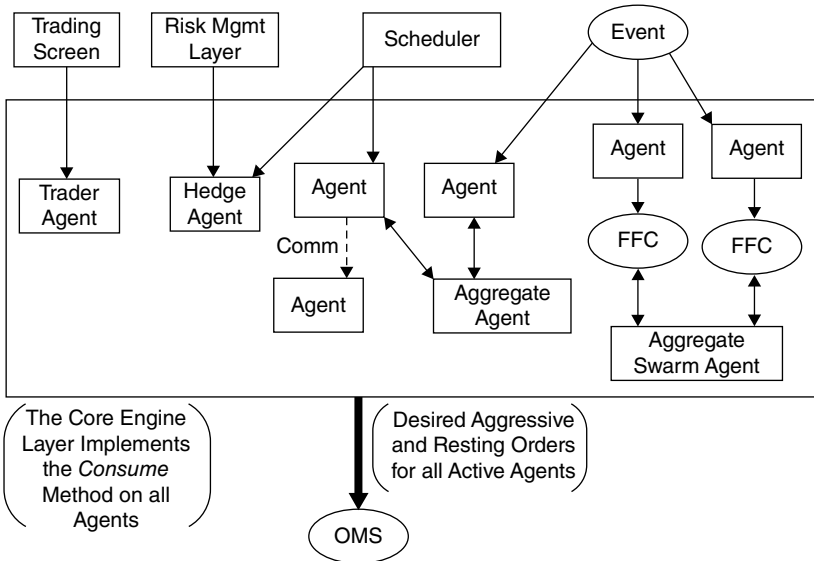 Trading
Screen
Risk Mgmt
Layer
Scheduler
Event
Trader
Agent
Hedge
Agent
Agent
Agent
Agent
Agent
Comm
FFC
FFC
Agent
Aggregate
Agent
Aggregate
Swarm Agent
The Core Engine
Layer Implements
the Consume
Method on all
Agents
Desired Aggressive
and Resting Orders
for all Active Agents
OMS